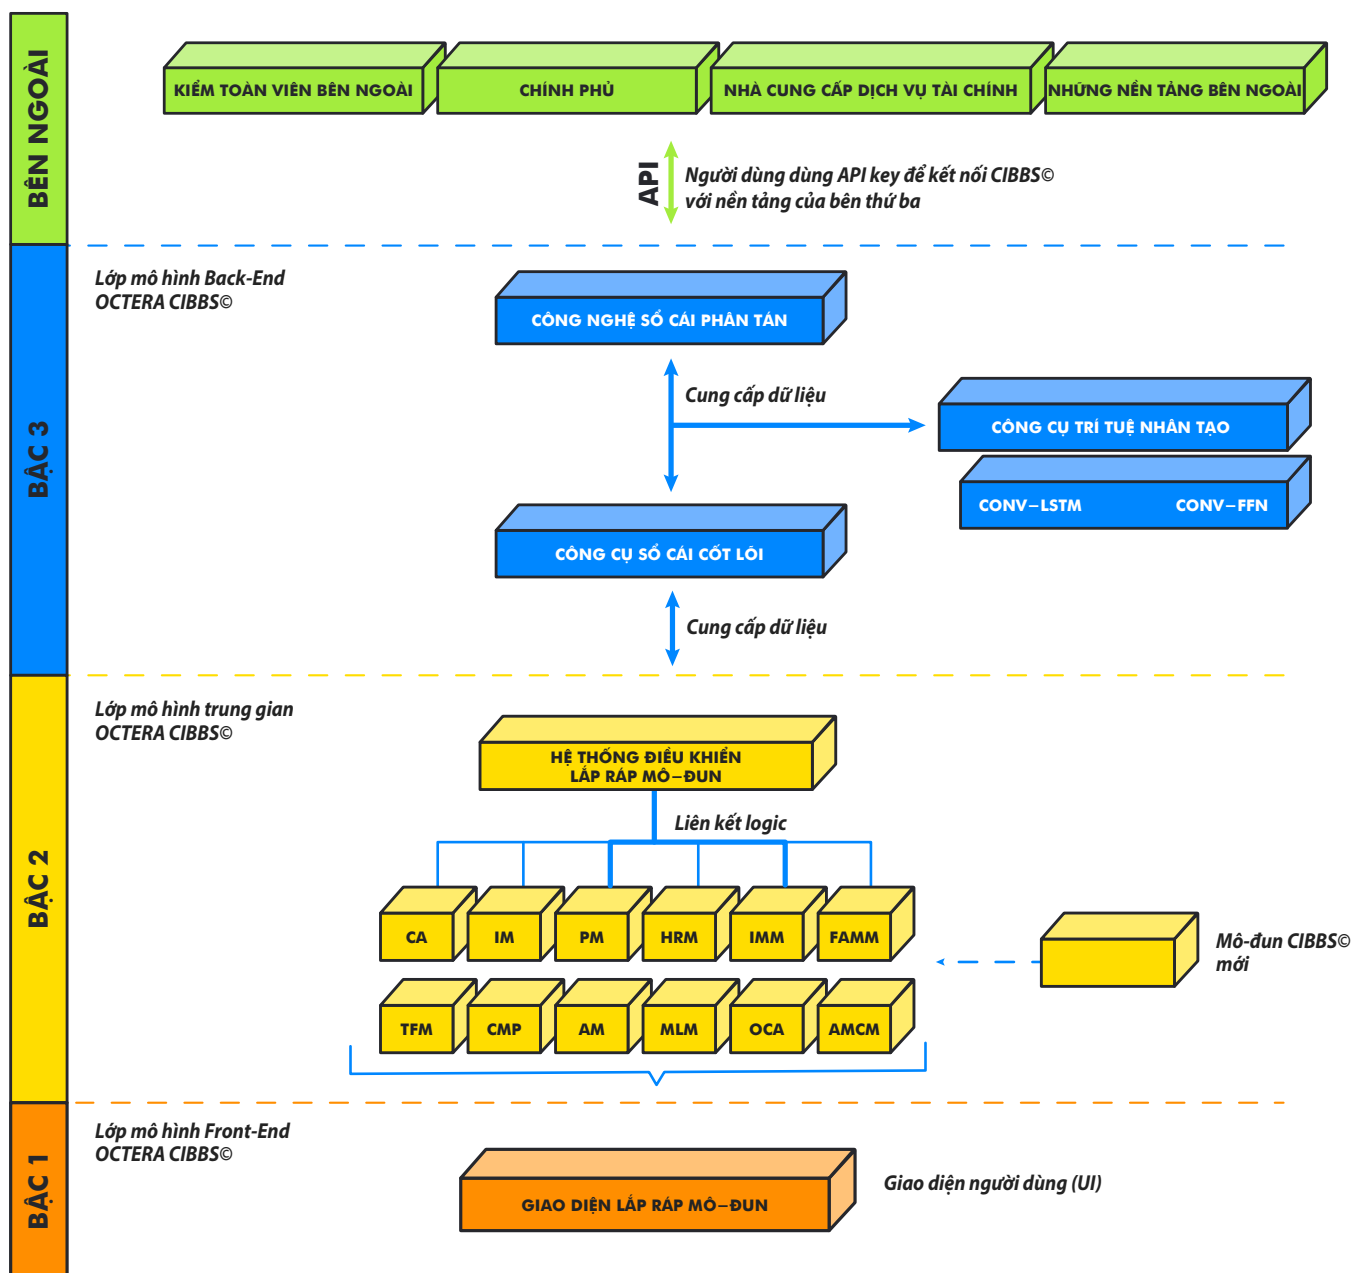 BÊN NGOÀI
KIỂM TOÁN VIÊN BÊN NGOÀI
CHÍNH PHỦ
NHÀ CUNG CẤP DỊCH VỤ TÀI CHÍNH
NHỮNG NỀN TẢNG BÊN NGOÀI
API
Người dùng dùng API key để kết nối CIBBS©
với nền tảng của bên thứ ba
BẬC 3
Lớp mô hình Back-End
OCTERA CIBBS©
CÔNG NGHỆ SỔ CÁI PHÂN TÁN
Cung cấp dữ liệu
CÔNG CỤ TRÍ TUỆ NHÂN TẠO
CONV–LSTM
CONV–FFN
CÔNG CỤ SỔ CÁI CỐT LÕI
Cung cấp dữ liệu
BẬC 2
Lớp mô hình trung gian
OCTERA CIBBS©
HỆ THỐNG ĐIỀU KHIỂN
LẮP RÁP MÔ–ĐUN
Liên kết logic
CA
IM
PM
HRM
IMM
FAMM
Mô-đun CIBBS©
mới
TFM
CMP
AM
MLM
OCA
AMCM
BẬC 1
Lớp mô hình Front-End
OCTERA CIBBS©
GIAO DIỆN LẮP RÁP MÔ–ĐUN
Giao diện người dùng (UI)